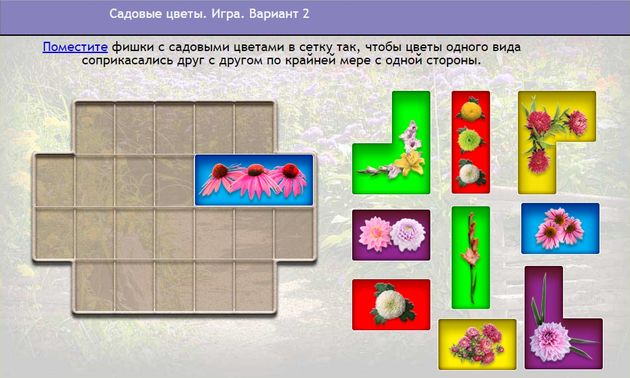 Садовые цветы. Игра. Вариант 2
Поместите фишки с садовыми цветами в сетку так, чтобы цветы одного вида
соприкасались друг с другом по крайней мере с одной стороны.